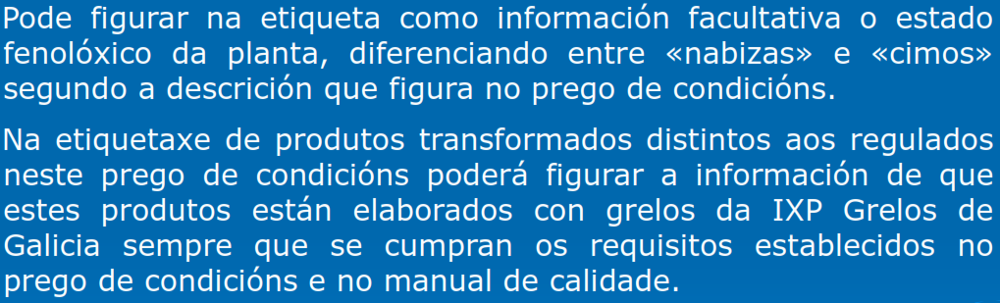 Pode figurar na etiqueta como información facultativa o estado
fenolóxico da planta, diferenciando entre «nabizas» e «cimos»
segundo a descrición que figura no prego de condicións.
Na etiquetaxe de produtos transformados distintos aos regulados
neste prego de condicións poderá figurar a información de que
estes produtos están elaborados con grelos da IXP Grelos de
Galicia sempre que se cumpran os requisitos establecidos no
prego de condicións e no manual de calidade.